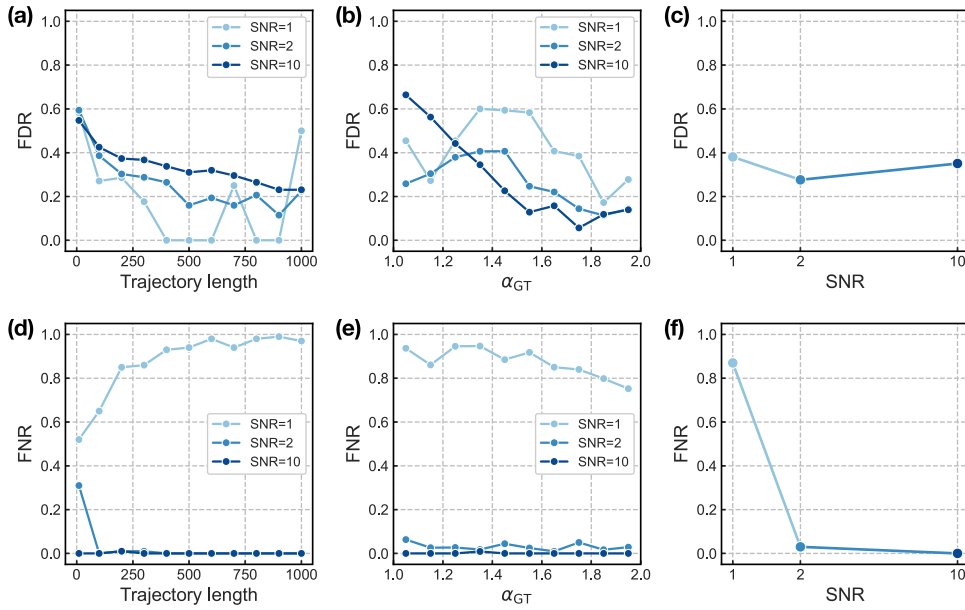 (a)
FDR
1.0
0.8
0.6
0.4
0.2
0.0
SNR=1
SNR=2
SNR=10
0 250 500 750 1000
Trajectory length
(b)
FDR
1.0
0.8
0.6
0.4
0.2
0.0
SNR=1
SNR=2
SNR=10
1.0 1.2 1.4 1.6 1.8 2.0
α_GT
(c)
FDR
1.0
0.8
0.6
0.4
0.2
0.0
1 2 10
SNR
(d)
FNR
1.0
0.8
0.6
0.4
0.2
0.0
SNR=1
SNR=2
SNR=10
0 250 500 750 1000
Trajectory length
(e)
FNR
1.0
0.8
0.6
0.4
0.2
0.0
SNR=1
SNR=2
SNR=10
1.0 1.2 1.4 1.6 1.8 2.0
α_GT
(f)
FNR
1.0
0.8
0.6
0.4
0.2
0.0
1 2 10
SNR